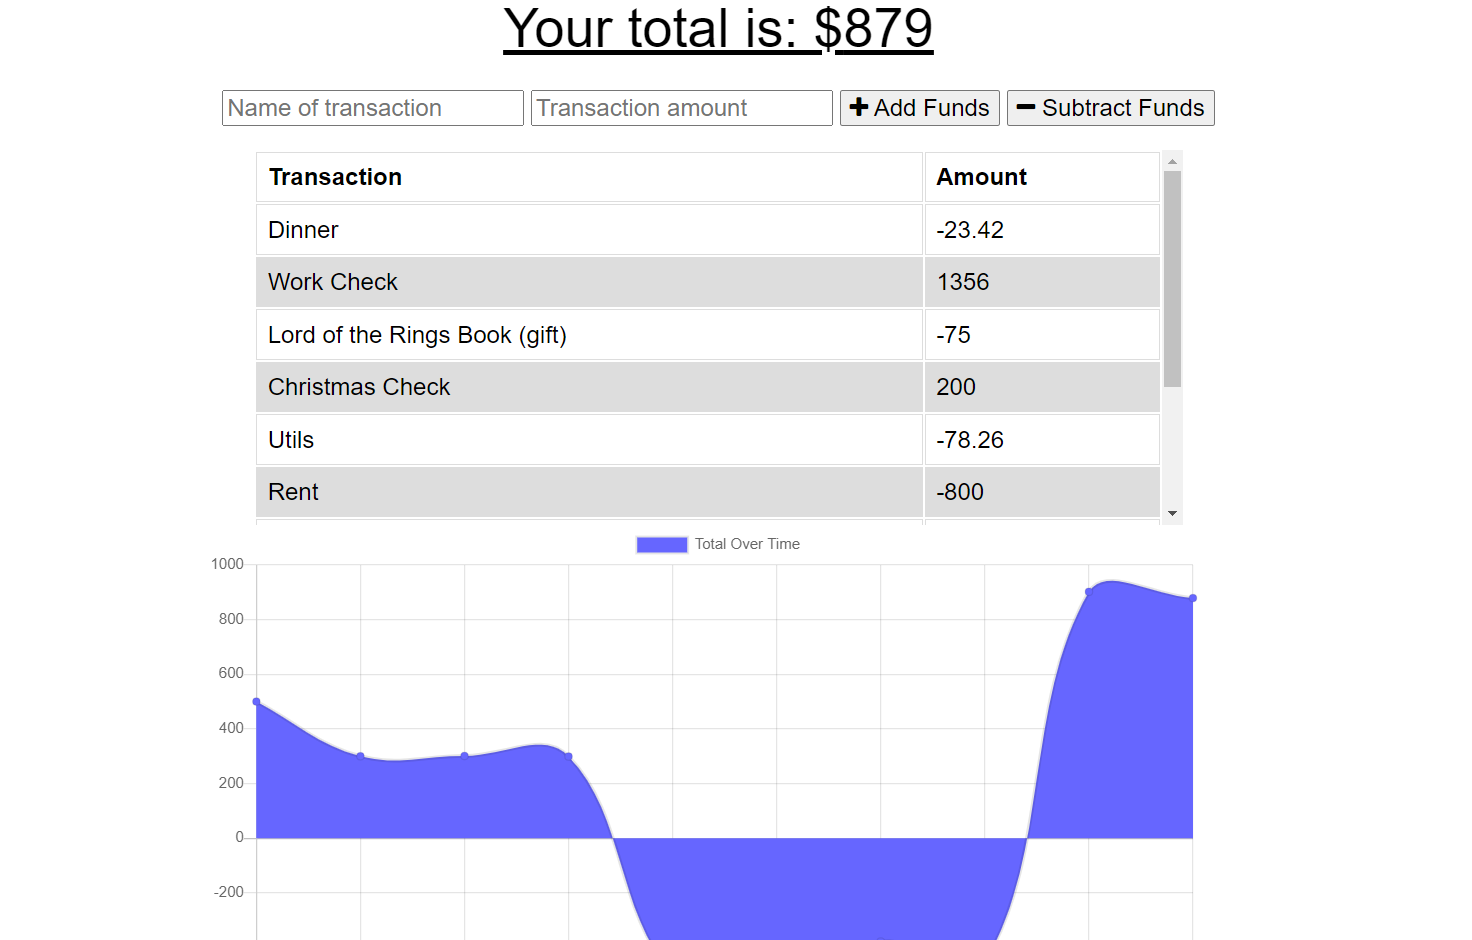 Your total is: $879
Name of transaction Transaction amount Add Funds Subtract Funds
Transaction Amount
Dinner -23.42
Work Check 1356
Lord of the Rings Book (gift) -75
Christmas Check 200
Utils -78.26
Rent -800
Total Over Time
1000
800
600
400
200
0
-200